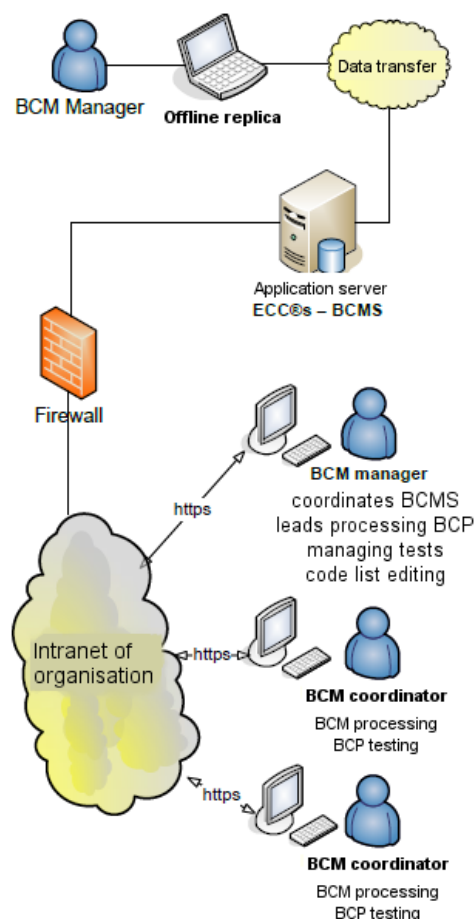 Data transfer
BCM Manager
Offline replica
Application server
ECC®s – BCMS
Firewall
https
BCM manager
coordinates BCMS
leads processing BCP
managing tests
code list editing
Intranet of
organisation
https
BCM coordinator
BCM processing
BCP testing
https
BCM coordinator
BCM processing
BCP testing